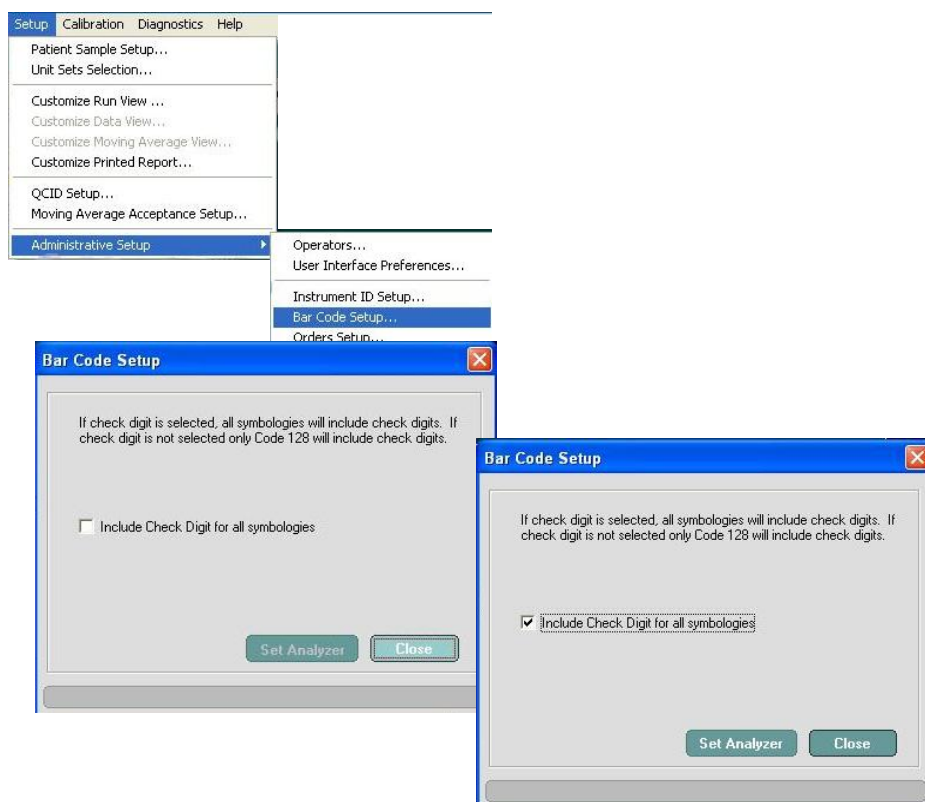 Setup Calibration Diagnostics Help
Patient Sample Setup...
Unit Sets Selection...
Customize Run View ...
Customize Data View...
Customize Moving Average View...
Customize Printed Report...
QCID Setup...
Moving Average Acceptance Setup...
Administrative Setup
Operators...
User Interface Preferences...
Instrument ID Setup...
Bar Code Setup...
Orders Setup...
Bar Code Setup
If check digit is selected, all symbologies will include check digits. If
check digit is not selected only Code 128 will include check digits.
Include Check Digit for all symbologies
Set Analyzer Close
Bar Code Setup
If check digit is selected, all symbologies will include check digits. If
check digit is not selected only Code 128 will include check digits.
Include Check Digit for all symbologies
Set Analyzer Close